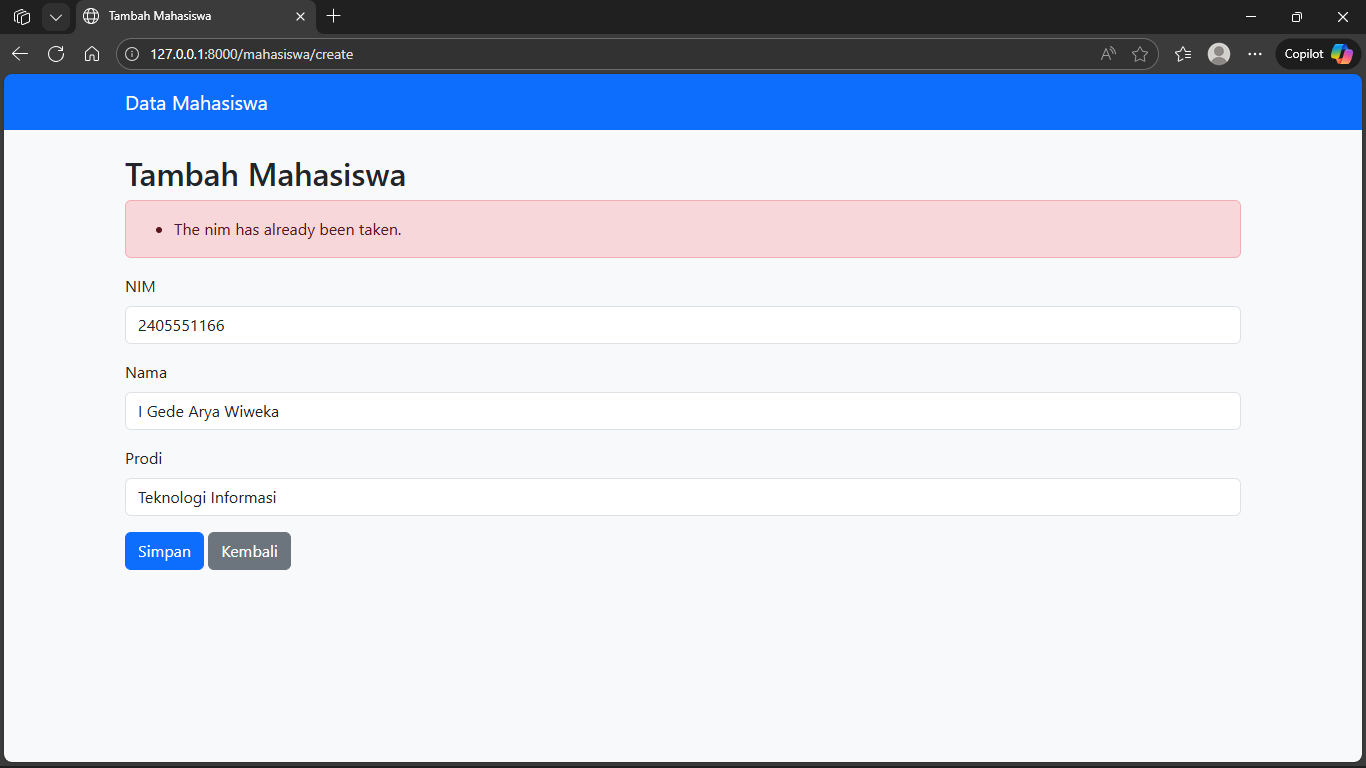 Tambah Mahasiswa
127.0.0.1:8000/mahasiswa/create
Copilot
Data Mahasiswa
Tambah Mahasiswa
The nim has already been taken.
NIM
2405551166
Nama
I Gede Arya Wiweka
Prodi
Teknologi Informasi
Simpan Kembali